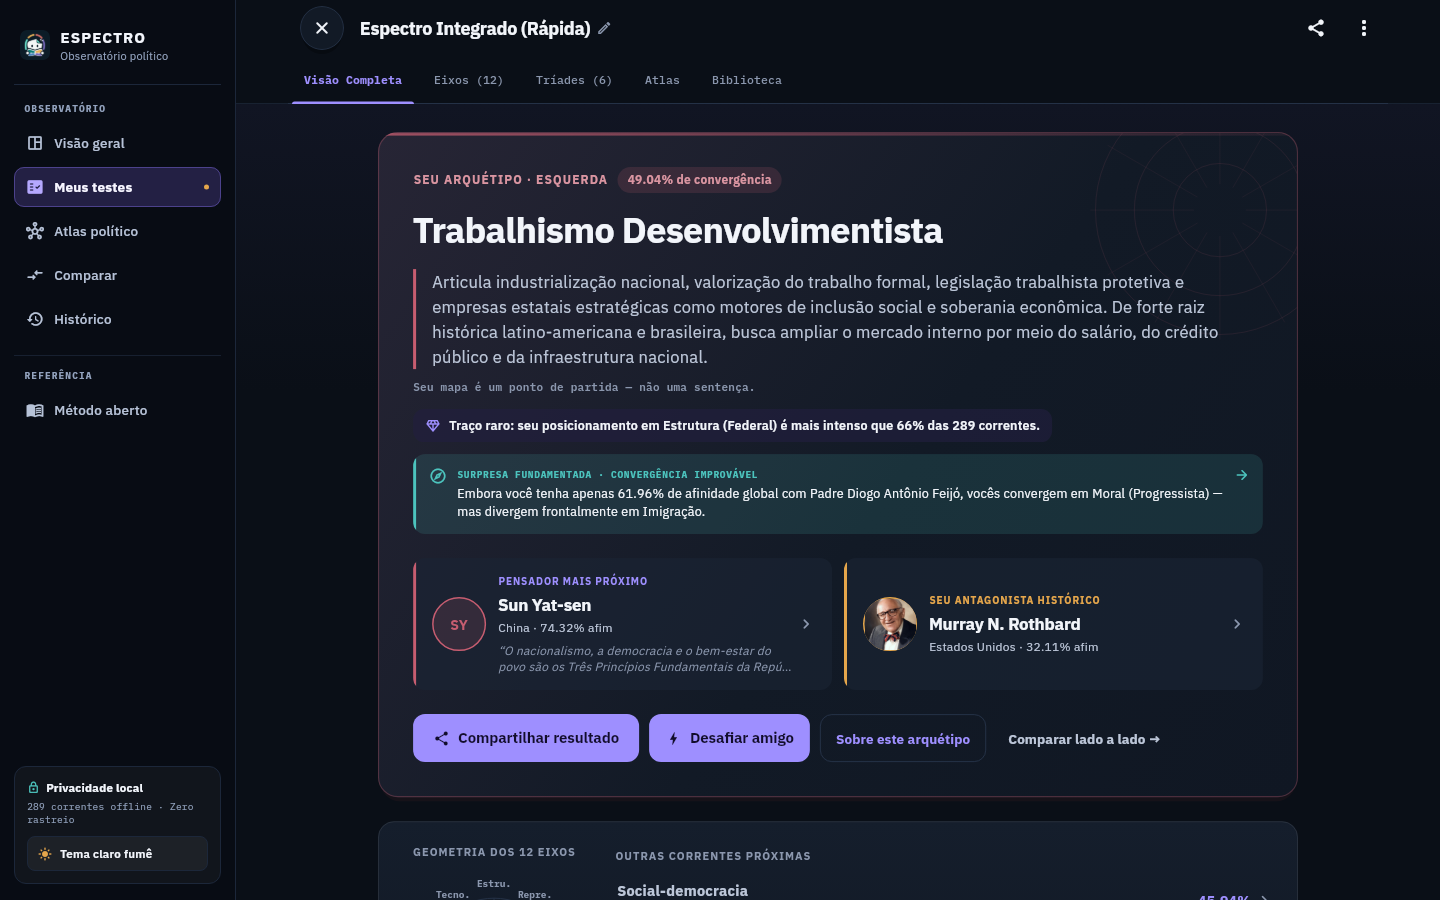 ESPECTRO
Observatório político
OBSERVATÓRIO
Visão geral
Meus testes
Atlas político
Comparar
Histórico
REFERÊNCIA
Método aberto
Privacidade local
289 correntes offline · Zero
rastreio
Tema claro fumê
Espectro Integrado (Rápida)
Visão Completa
Eixos (12)
Tríades (6)
Atlas
Biblioteca
SEU ARQUÉTIPO · ESQUERDA
49.04% de convergência
Trabalhismo Desenvolvimentista
Articula industrialização nacional, valorização do trabalho formal, legislação trabalhista protetiva e
empresas estatais estratégicas como motores de inclusão social e soberania econômica. De forte raiz
histórica latino-americana e brasileira, busca ampliar o mercado interno por meio do salário, do crédito
público e da infraestrutura nacional.
Seu mapa é um ponto de partida — não uma sentença.
Traço raro: seu posicionamento em Estrutura (Federal) é mais intenso que 66% das 289 correntes.
SURPRESA FUNDAMENTADA · CONVERGÊNCIA IMPROVÁVEL
Embora você tenha apenas 61.96% de afinidade global com Padre Diogo Antônio Feijó, vocês convergem em Moral (Progressista) —
mas divergem frontalmente em Imigração.
SY
PENSADOR MAIS PRÓXIMO
Sun Yat-sen
China · 74.32% afim
“O nacionalismo, a democracia e o bem-estar do
povo são os Três Princípios Fundamentais da Repú...
SEU ANTAGONISTA HISTÓRICO
Murray N. Rothbard
Estados Unidos · 32.11% afim
Compartilhar resultado
Desafiar amigo
Sobre este arquétipo
Comparar lado a lado →
GEOMETRIA DOS 12 EIXOS
Estru.
Tecno.
Repre.
OUTRAS CORRENTES PRÓXIMAS
Social-democracia